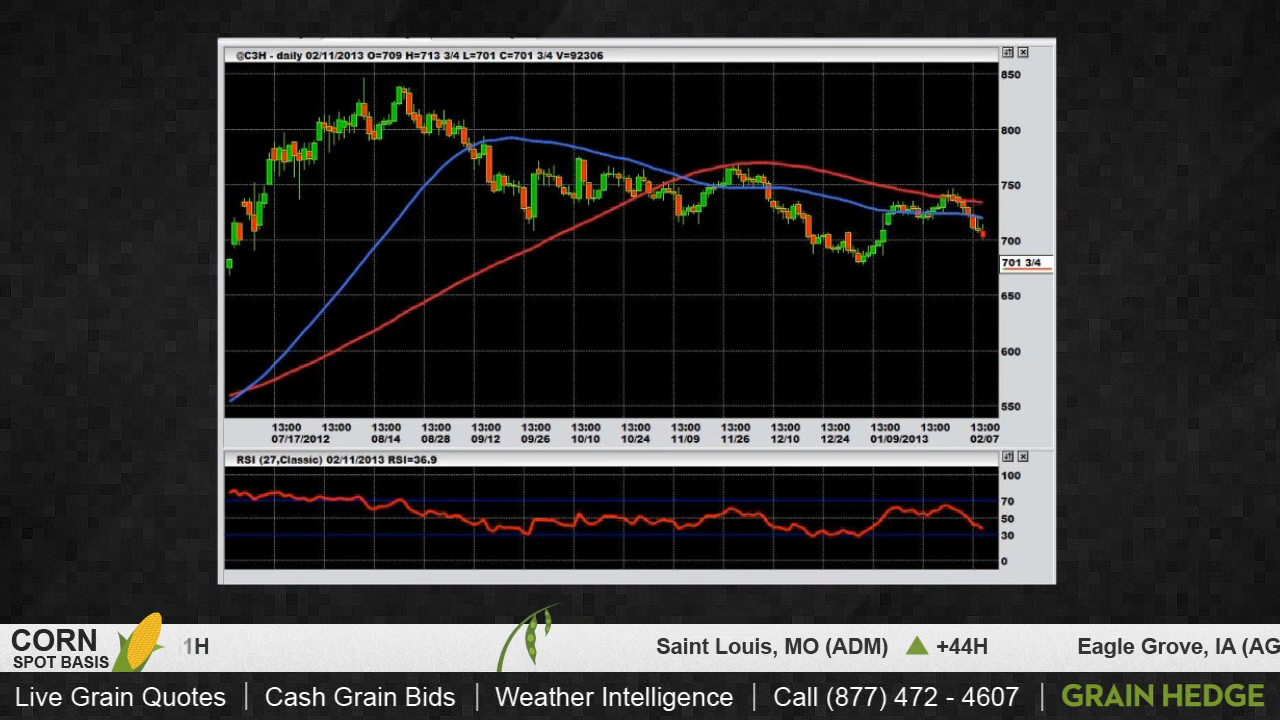 @C3H - daily 02/11/2013 O=709 H=713 3/4 L=701 C=701 3/4 V=92306
850
800
750
700
701 3/4
650
600
550
13:00 13:00 13:00 13:00 13:00 13:00 13:00 13:00 13:00 13:00 13:00 13:00 13:00 13:00 13:00
07/17/2012 08/14 08/28 09/12 09/26 10/10 10/24 11/09 11/26 12/10 12/24 01/09/2013 02/07
RSI (27,Classic) 02/11/2013 RSI=36.9
100
70
50
30
0
CORN
SPOT BASIS
1H Saint Louis, MO (ADM) +44H Eagle Grove, IA (AG
Live Grain Quotes | Cash Grain Bids | Weather Intelligence | Call (877) 472 - 4607 | GRAIN HEDGE